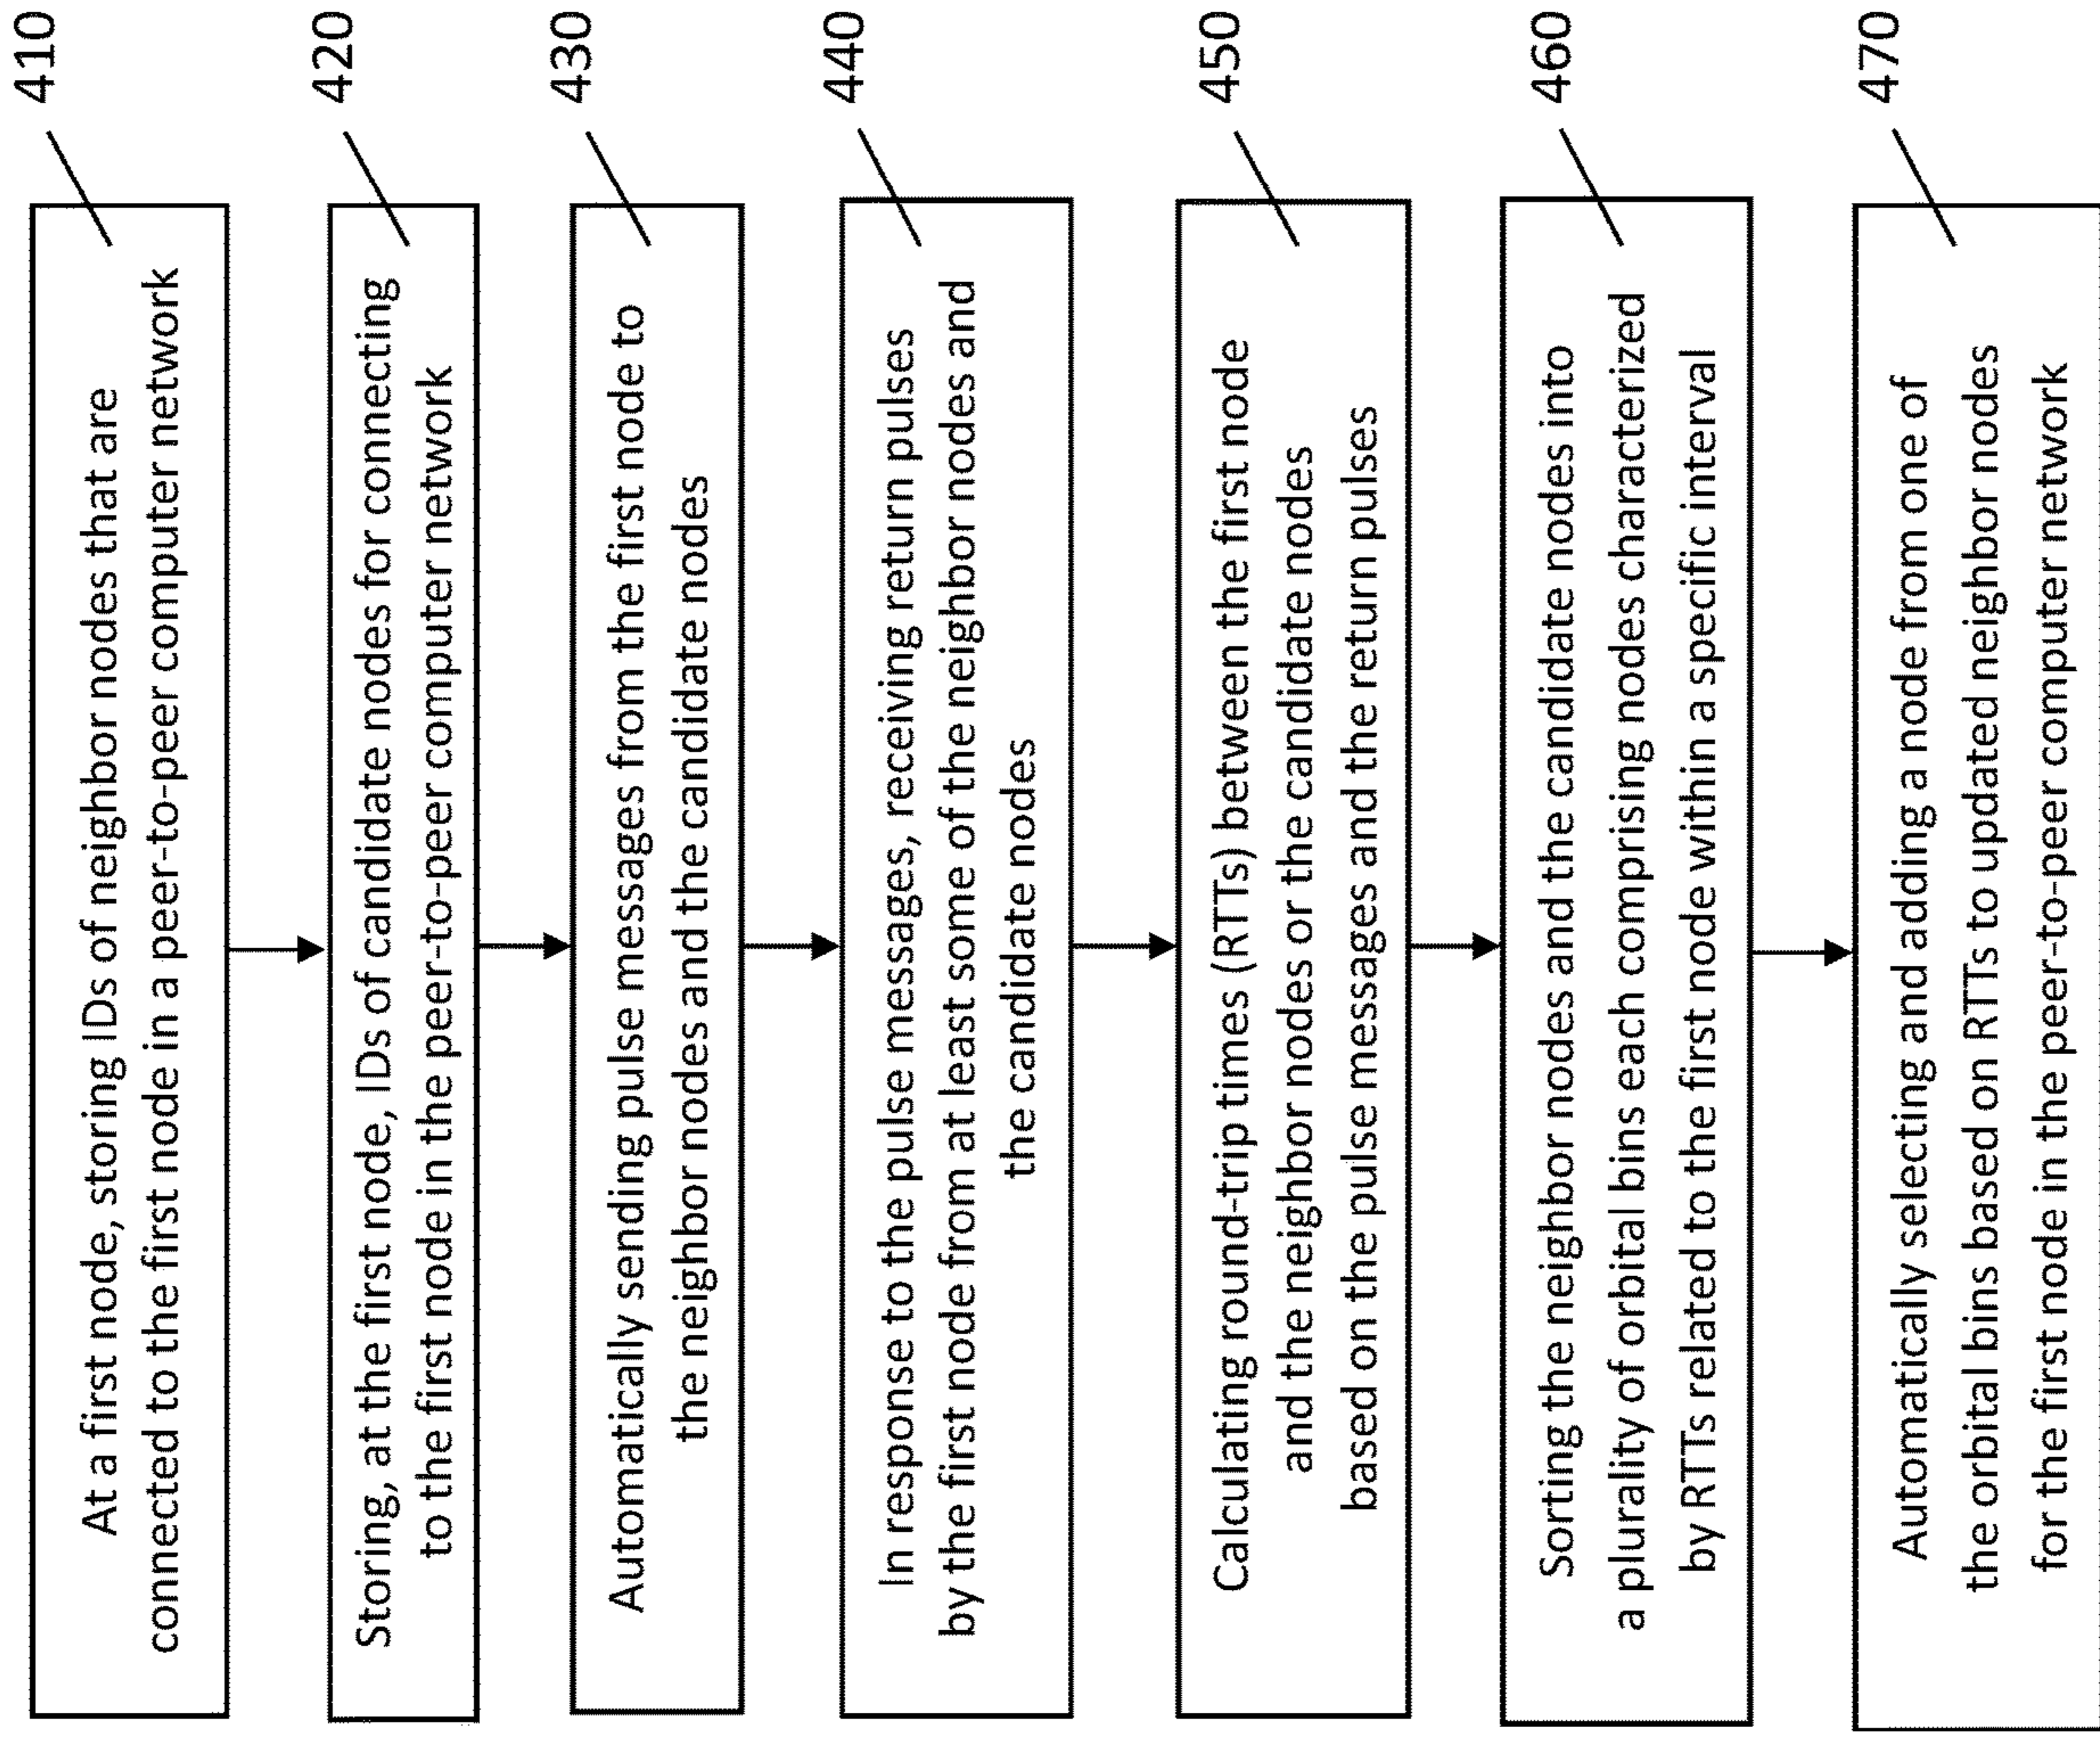 410
At a first node, storing IDs of neighbor nodes that are
connected to the first node in a peer-to-peer computer network
420
Storing, at the first node, IDs of candidate nodes for connecting
to the first node in the peer-to-peer computer network
430
Automatically sending pulse messages from the first node to
the neighbor nodes and the candidate nodes
440
In response to the pulse messages, receiving return pulses
by the first node from at least some of the neighbor nodes and
the candidate nodes
450
Calculating round-trip times (RTTs) between the first node
and the neighbor nodes or the candidate nodes
based on the pulse messages and the return pulses
460
Sorting the neighbor nodes and the candidate nodes into
a plurality of orbital bins each comprising nodes characterized
by RTTs related to the first node within a specific interval
470
Automatically selecting and adding a node from one of
the orbital bins based on RTTs to updated neighbor nodes
for the first node in the peer-to-peer computer network